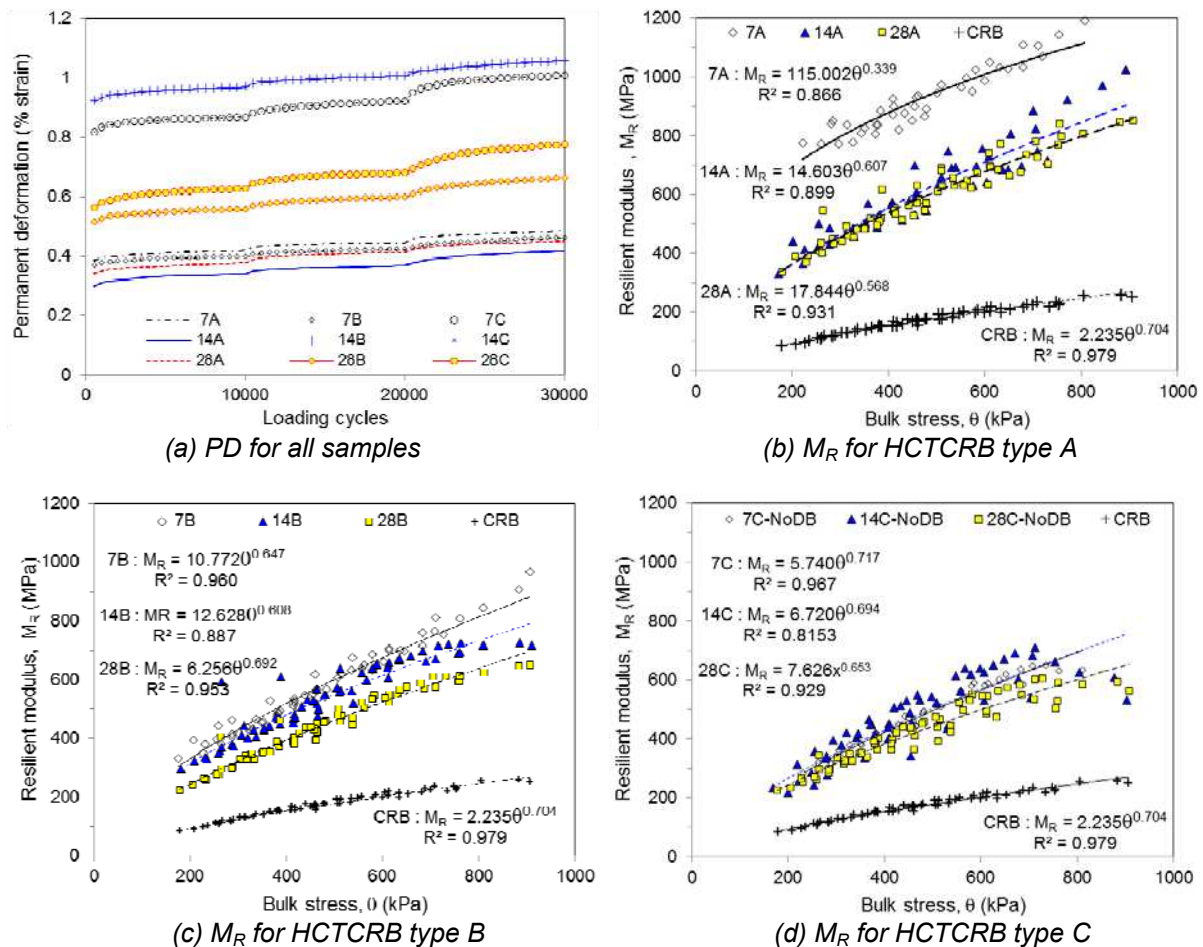 1.2
1
0.8
0.6
0.4
0.2
0
Permanent deformation (% strain)
7A 7B 7C
14A 14B 14C
28A 28B 28C
0 10000 20000 30000
Loading cycles
(a) PD for all samples
1200
1000
800
600
400
200
0
Resilient modulus , M_R (MPa)
7A 14A 28A CRB
7A : M_R = 115.002θ^0.339
R² = 0.866
14A : M_R = 14.603θ^0.607
R² = 0.899
28A : M_R = 17.844θ^0.568
R² = 0.931
CRB : M_R = 2.235θ^0.704
R² = 0.979
0 200 400 600 800 1000
Bulk stress, θ (kPa)
(b) M_R for HCTCRB type A
1200
1000
800
600
400
200
0
Resilient modulus, M_R (MPa)
7B 14B 28B CRB
7B : M_R = 10.772θ^0.647
R² = 0.960
14B : MR = 12.628θ^0.608
R² = 0.887
28B : M_R = 6.256θ^0.692
R² = 0.953
CRB : M_R = 2.235θ^0.704
R² = 0.979
0 200 400 600 800 1000
Bulk stress, θ (kPa)
(c) M_R for HCTCRB type B
1200
1000
800
600
400
200
0
Resilient modulus, M_R (MPa)
7C-NoDB 14C-NoDB 28C-NoDB CRB
7C : M_R = 5.740θ^0.717
R² = 0.967
14C : M_R = 6.720θ^0.694
R² = 0.8153
28C : M_R = 7.626x^0.653
R² = 0.929
CRB : M_R = 2.235θ^0.704
R² = 0.979
0 200 400 600 800 1000
Bulk stress, θ (kPa)
(d) M_R for HCTCRB type C